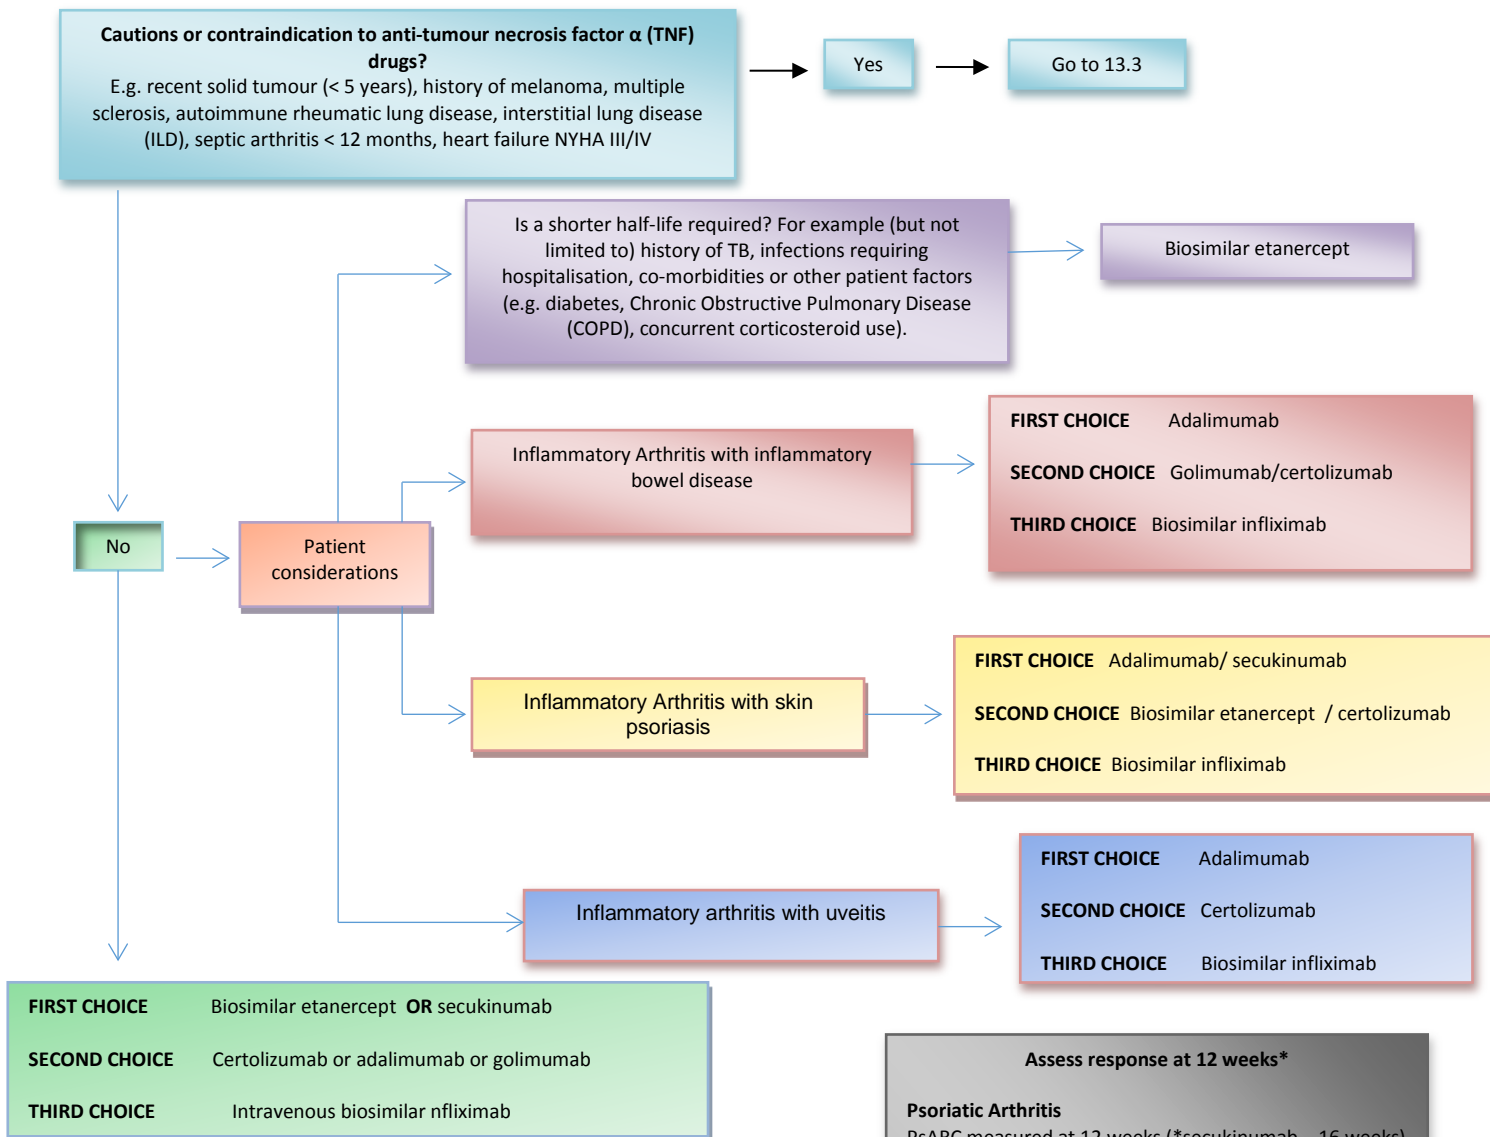 Cautions or contraindication to anti-tumour necrosis factor α (TNF)
drugs?
E.g. recent solid tumour (< 5 years), history of melanoma, multiple
sclerosis, autoimmune rheumatic lung disease, interstitial lung disease
(ILD), septic arthritis < 12 months, heart failure NYHA III/IV
Yes
Go to 13.3
Is a shorter half-life required? For example (but not
limited to) history of TB, infections requiring
hospitalisation, co-morbidities or other patient factors
(e.g. diabetes, Chronic Obstructive Pulmonary Disease
(COPD), concurrent corticosteroid use).
Biosimilar etanercept
Inflammatory Arthritis with inflammatory
bowel disease
FIRST CHOICE Adalimumab
SECOND CHOICE Golimumab/certolizumab
THIRD CHOICE Biosimilar infliximab
No
Patient
considerations
Inflammatory Arthritis with skin
psoriasis
FIRST CHOICE Adalimumab/ secukinumab
SECOND CHOICE Biosimilar etanercept / certolizumab
THIRD CHOICE Biosimilar infliximab
Inflammatory arthritis with uveitis
FIRST CHOICE Adalimumab
SECOND CHOICE Certolizumab
THIRD CHOICE Biosimilar infliximab
FIRST CHOICE Biosimilar etanercept OR secukinumab
SECOND CHOICE Certolizumab or adalimumab or golimumab
THIRD CHOICE Intravenous biosimilar nfliximab
Assess response at 12 weeks*
Psoriatic Arthritis
PsARC measured at 12 weeks (*secukinumab – 16 weeks)